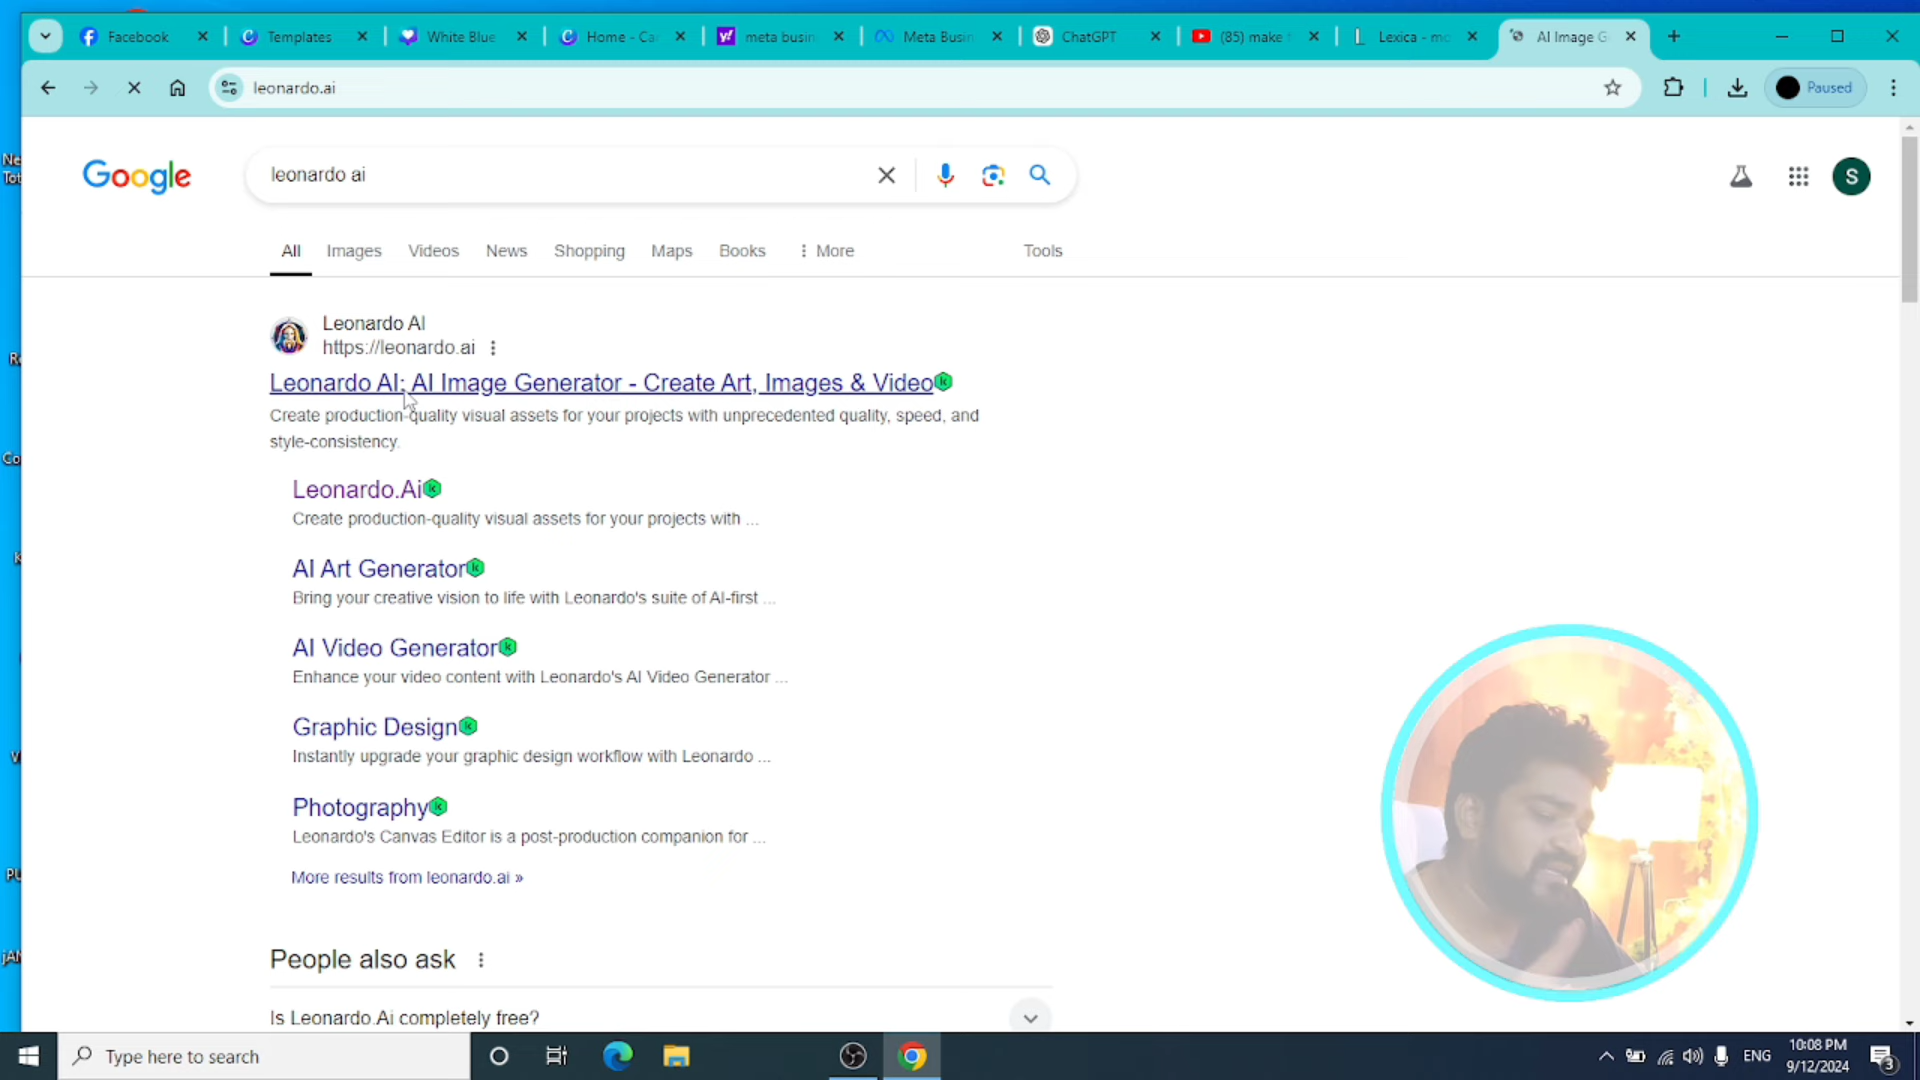 Facebook
Templates
White Blue
Home - Ca
meta busin
Meta Busin
ChatGPT
(85) make
Lexica - mo
AI Image G
leonardo.ai
Paused
Google
leonardo ai
S
All
Images
Videos
News
Shopping
Maps
Books
More
Tools
Leonardo AI
https://leonardo.ai
Leonardo AI: AI Image Generator - Create Art, Images & Video
Create production-quality visual assets for your projects with unprecedented quality, speed, and
style-consistency.
Leonardo.Ai
Create production-quality visual assets for your projects with ...
AI Art Generator
Bring your creative vision to life with Leonardo's suite of AI-first ...
AI Video Generator
Enhance your video content with Leonardo's AI Video Generator ...
Graphic Design
Instantly upgrade your graphic design workflow with Leonardo ...
Photography
Leonardo's Canvas Editor is a post-production companion for ...
More results from leonardo.ai »
People also ask
Is Leonardo.Ai completely free?
Type here to search
ENG
10:08 PM
9/12/2024
3